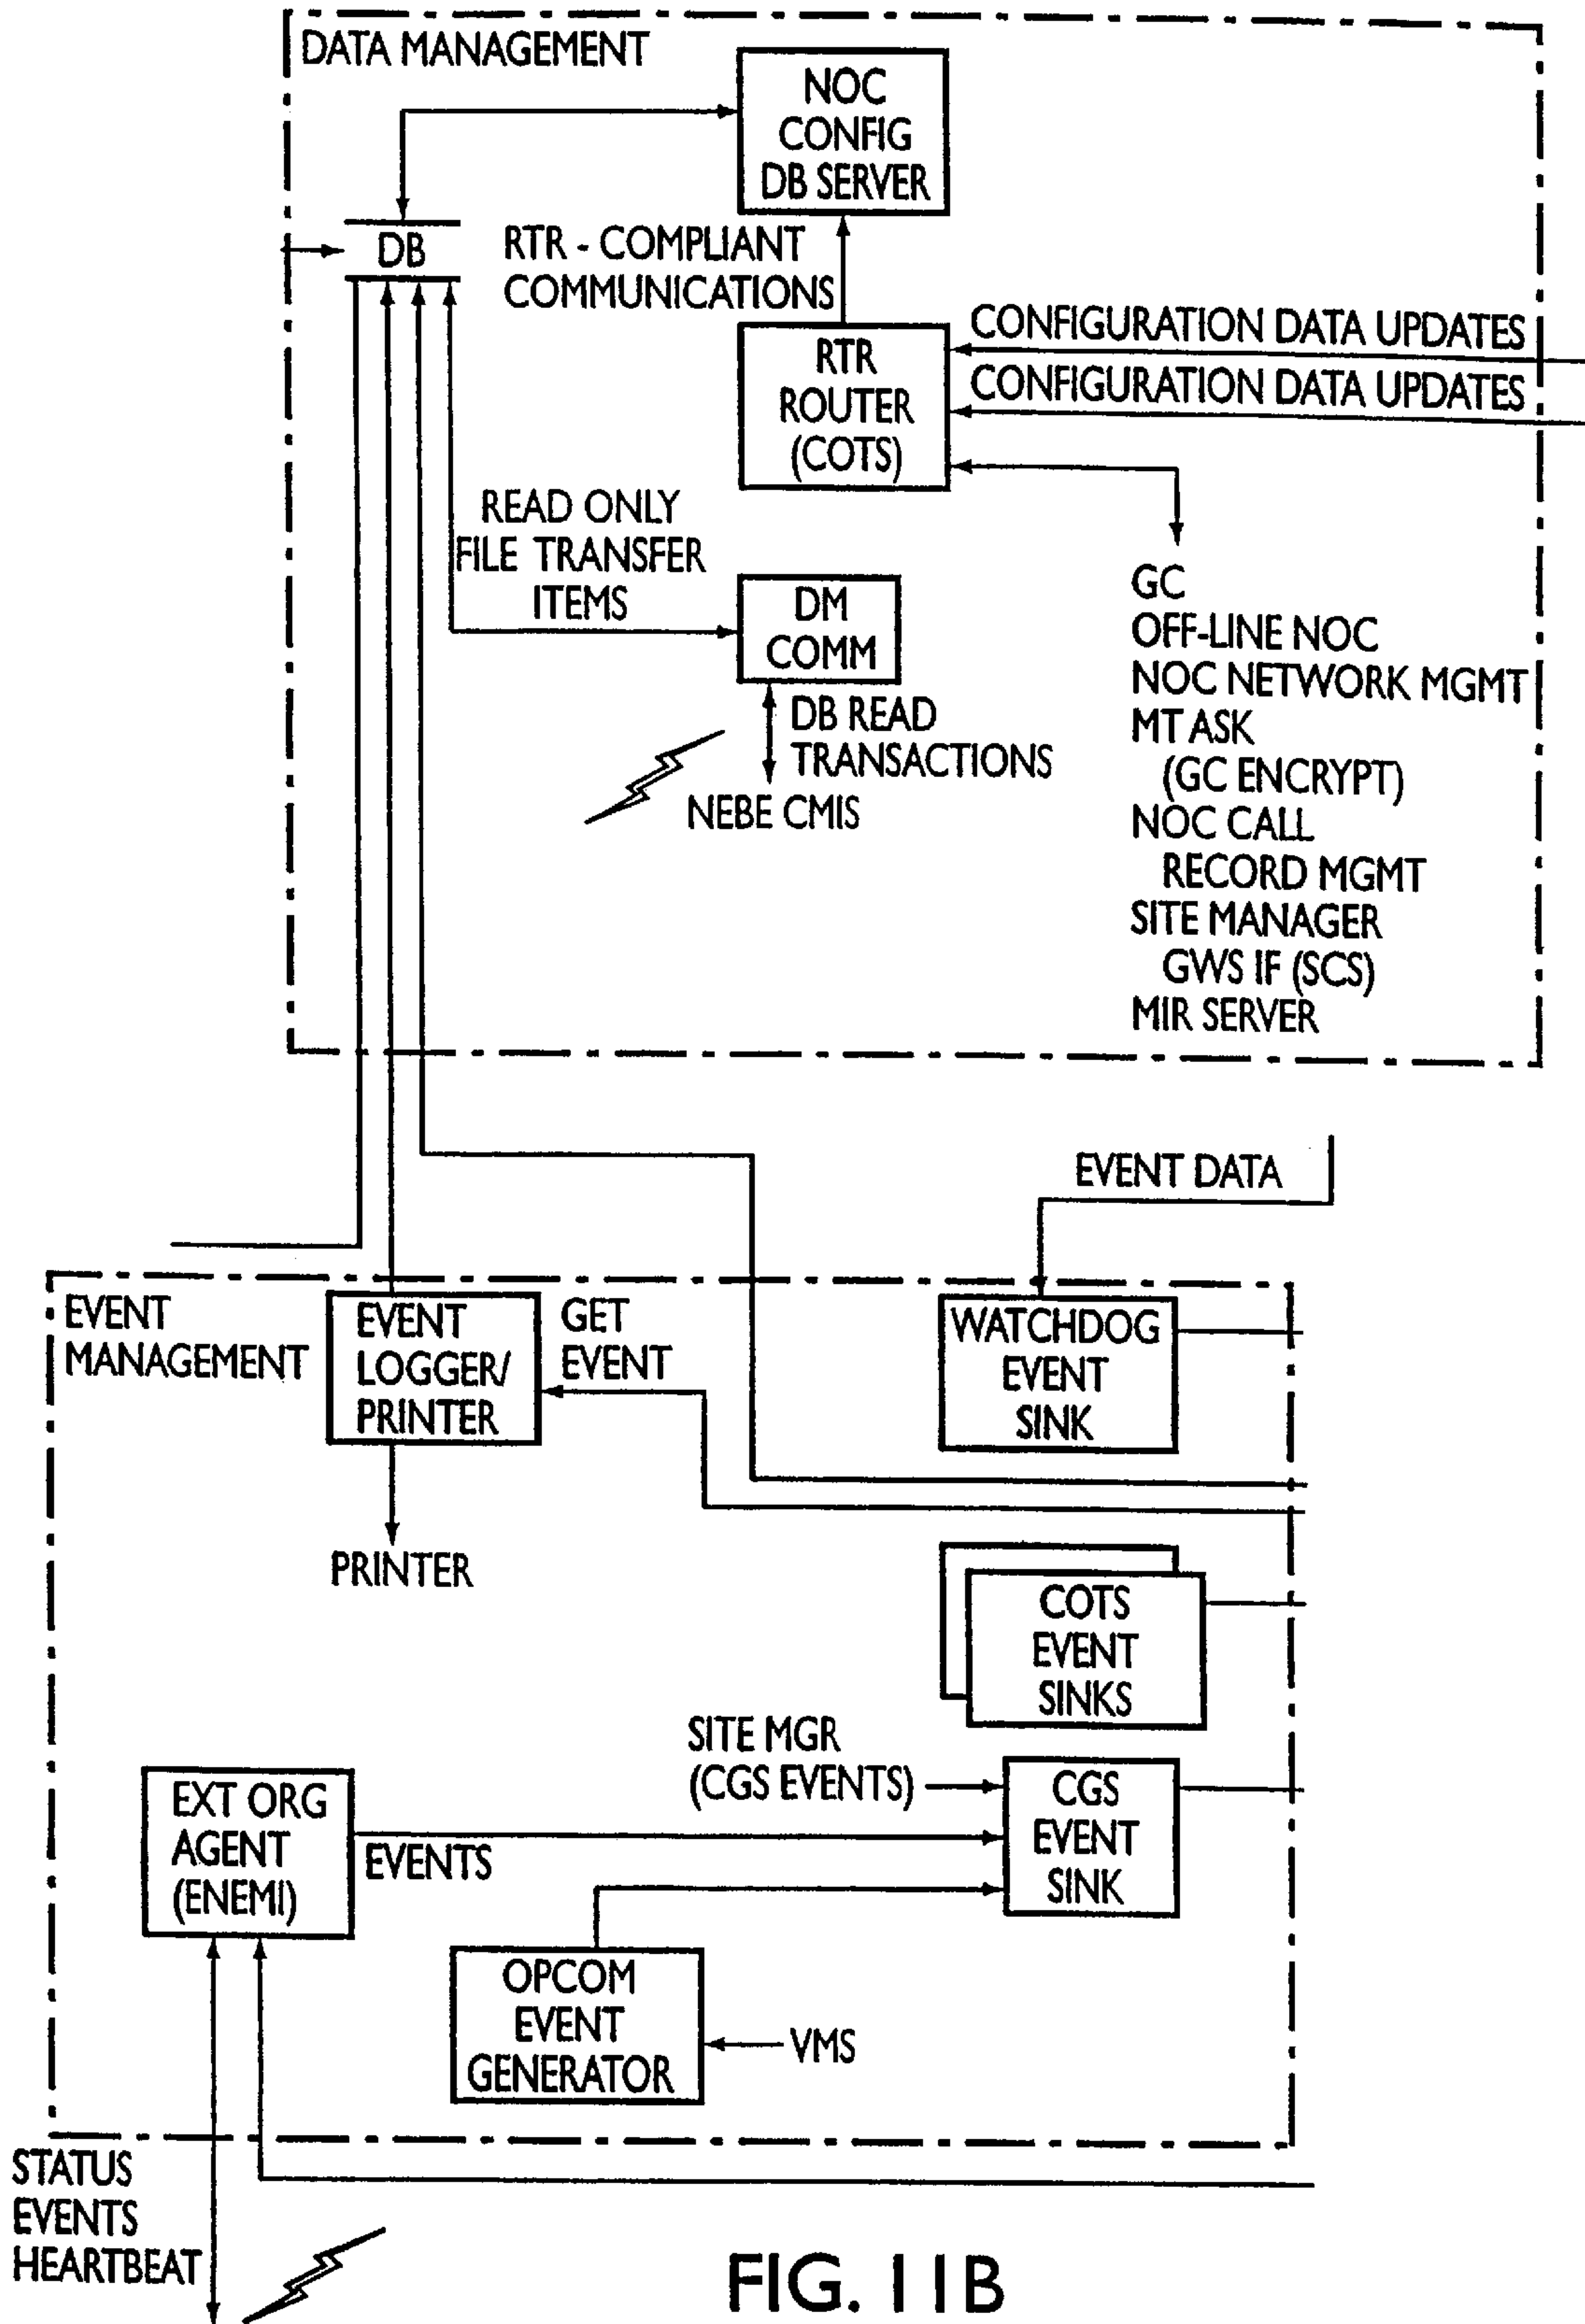 DATA MANAGEMENT
NOC
CONFIG
DB SERVER
DB
RTR - COMPLIANT
COMMUNICATIONS
CONFIGURATION DATA UPDATES
CONFIGURATION DATA UPDATES
RTR
ROUTER
(COTS)
READ ONLY
FILE TRANSFER
ITEMS
DM
COMM
DB READ
TRANSACTIONS
NEBE CMIS
GC
OFF-LINE NOC
NOC NETWORK MGMT
MT ASK
(GC ENCRYPT)
NOC CALL
RECORD MGMT
SITE MANAGER
GWS IF (SCS)
MIR SERVER
EVENT DATA
EVENT
MANAGEMENT
EVENT
LOGGER/
PRINTER
GET
EVENT
WATCHDOG
EVENT
SINK
PRINTER
COTS
EVENT
SINKS
SITE MGR
(CGS EVENTS)
CGS
EVENT
SINK
EXT ORG
AGENT
(ENEMI)
EVENTS
OPCOM
EVENT
GENERATOR
VMS
STATUS
EVENTS
HEARTBEAT
FIG. 11B